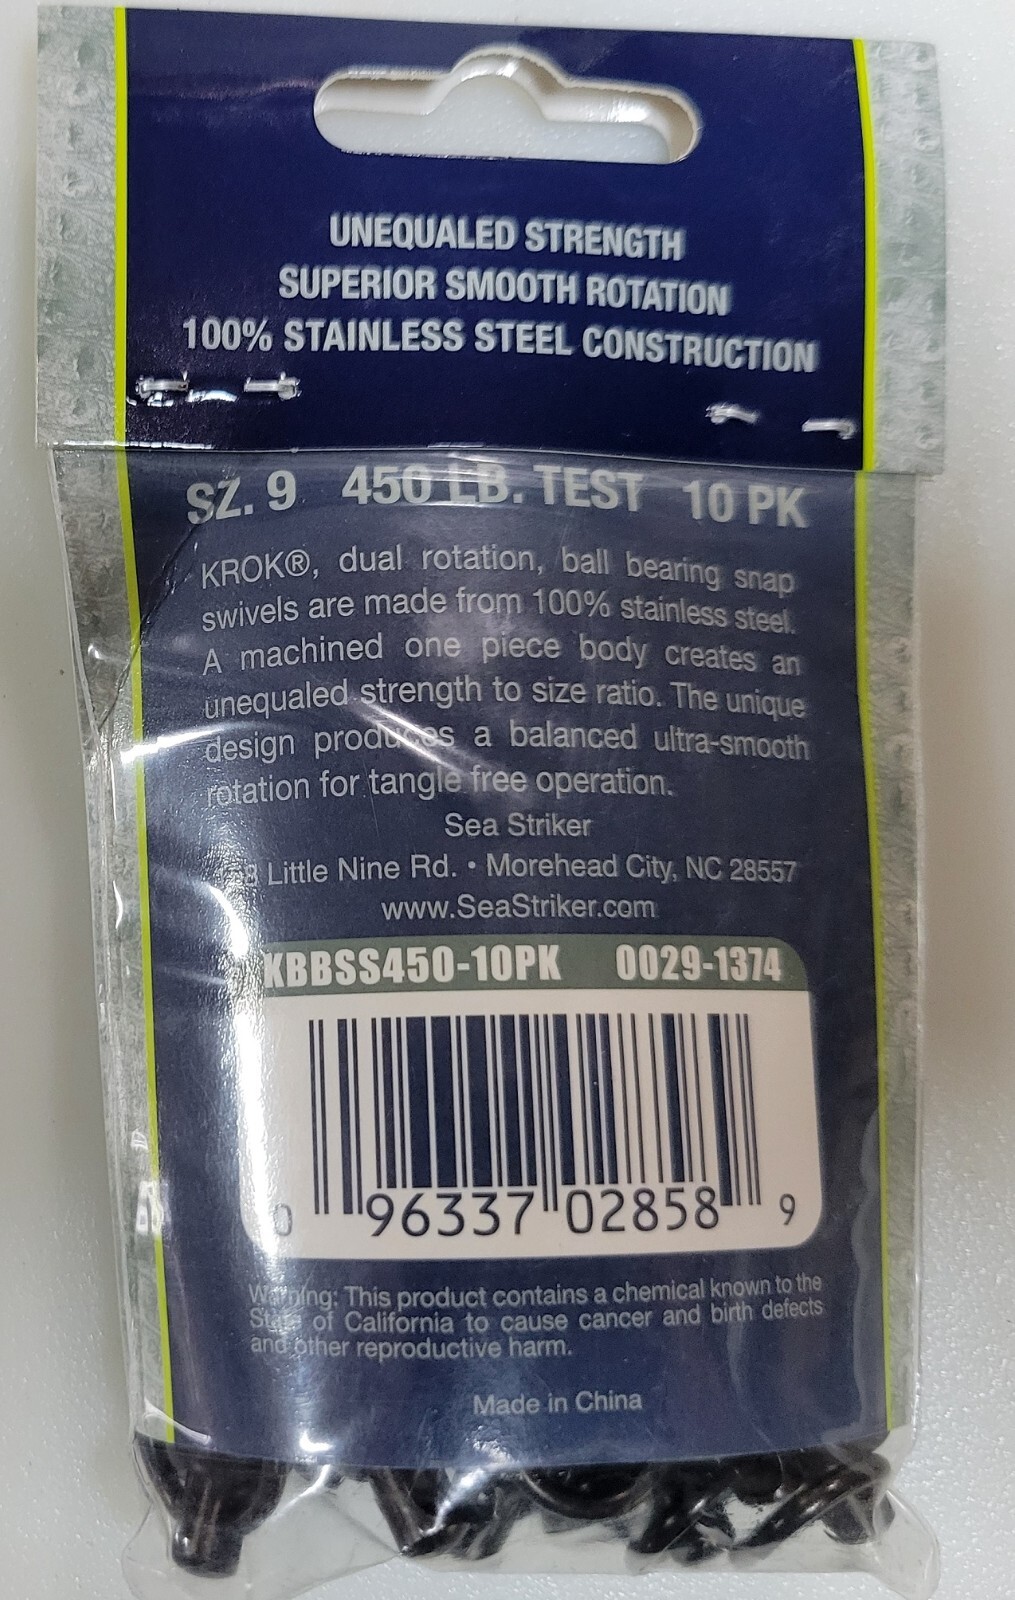 UNEQUALED STRENGTH
SUPERIOR SMOOTH ROTATION
100% STAINLESS STEEL CONSTRUCTION
SZ. 9 450 LB. TEST 10 PK
KROK®, dual rotation, ball bearing snap
swivels are made from 100% stainless steel.
A machined one piece body creates an
unequaled strength to size ratio. The unique
design produces a balanced ultra-smooth
rotation for tangle free operation.
Sea Striker
Little Nine Rd. • Morehead City, NC 28557
www.SeaStriker.com
KBBSS450-10PK 0029-1374
0 96337 02858 9
Warning: This product contains a chemical known to the
State of California to cause cancer and birth defects
and other reproductive harm.
Made in China